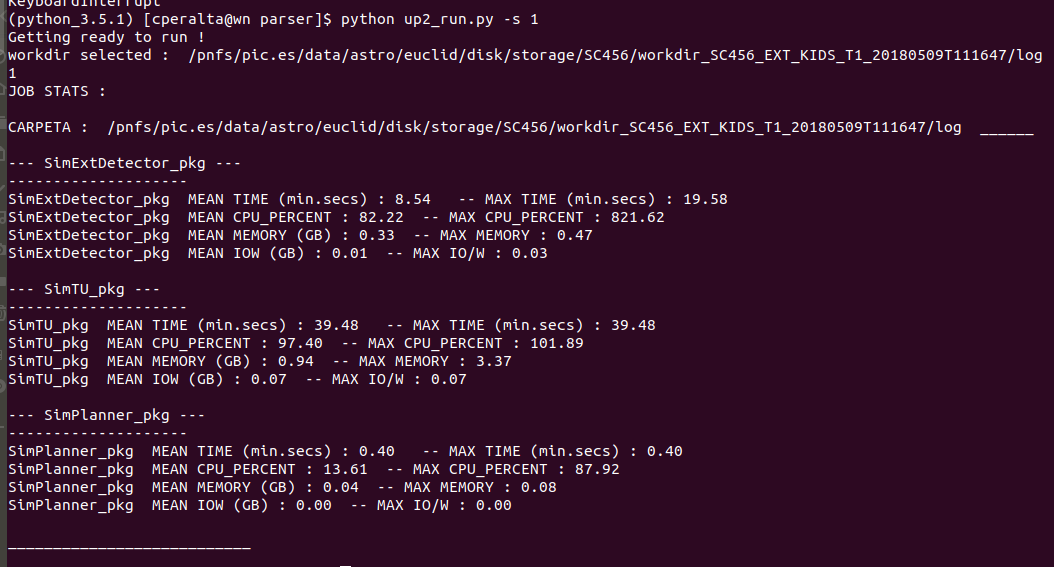 KeyboardInterrupt
(python_3.5.1) [cperalta@wn parser]$ python up2_run.py -s 1
Getting ready to run !
workdir selected :  /pnfs/pic.es/data/astro/euclid/disk/storage/SC456/workdir_SC456_EXT_KIDS_T1_20180509T111647/log
1
JOB STATS :
CARPETA :  /pnfs/pic.es/data/astro/euclid/disk/storage/SC456/workdir_SC456_EXT_KIDS_T1_20180509T111647/log  ______
--- SimExtDetector_pkg ---
--------------------
SimExtDetector_pkg  MEAN TIME (min.secs) : 8.54   -- MAX TIME (min.secs) : 19.58
SimExtDetector_pkg  MEAN CPU_PERCENT : 82.22  -- MAX CPU_PERCENT : 821.62
SimExtDetector_pkg  MEAN MEMORY (GB) : 0.33  -- MAX MEMORY : 0.47
SimExtDetector_pkg  MEAN IOW (GB) : 0.01  -- MAX IO/W : 0.03
--- SimTU_pkg ---
--------------------
SimTU_pkg  MEAN TIME (min.secs) : 39.48   -- MAX TIME (min.secs) : 39.48
SimTU_pkg  MEAN CPU_PERCENT : 97.40  -- MAX CPU_PERCENT : 101.89
SimTU_pkg  MEAN MEMORY (GB) : 0.94  -- MAX MEMORY : 3.37
SimTU_pkg  MEAN IOW (GB) : 0.07  -- MAX IO/W : 0.07
--- SimPlanner_pkg ---
--------------------
SimPlanner_pkg  MEAN TIME (min.secs) : 0.40   -- MAX TIME (min.secs) : 0.40
SimPlanner_pkg  MEAN CPU_PERCENT : 13.61  -- MAX CPU_PERCENT : 87.92
SimPlanner_pkg  MEAN MEMORY (GB) : 0.04  -- MAX MEMORY : 0.08
SimPlanner_pkg  MEAN IOW (GB) : 0.00  -- MAX IO/W : 0.00
___________________________